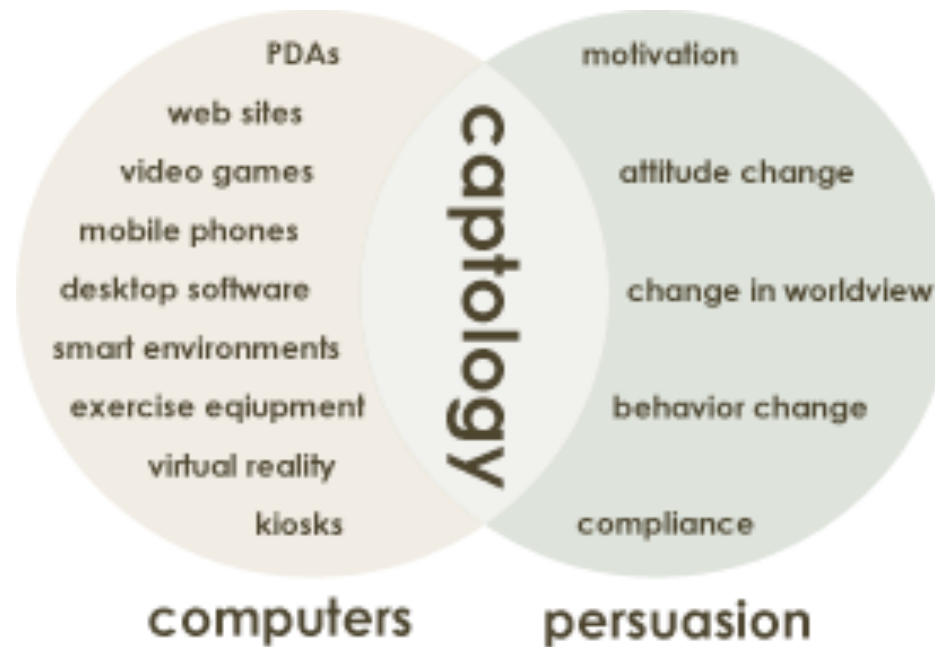 PDAs
web sites
video games
mobile phones
desktop software
smart environments
exercise eqiupment
virtual reality
kiosks
captology
motivation
attitude change
change in worldview
behavior change
compliance
computers
persuasion